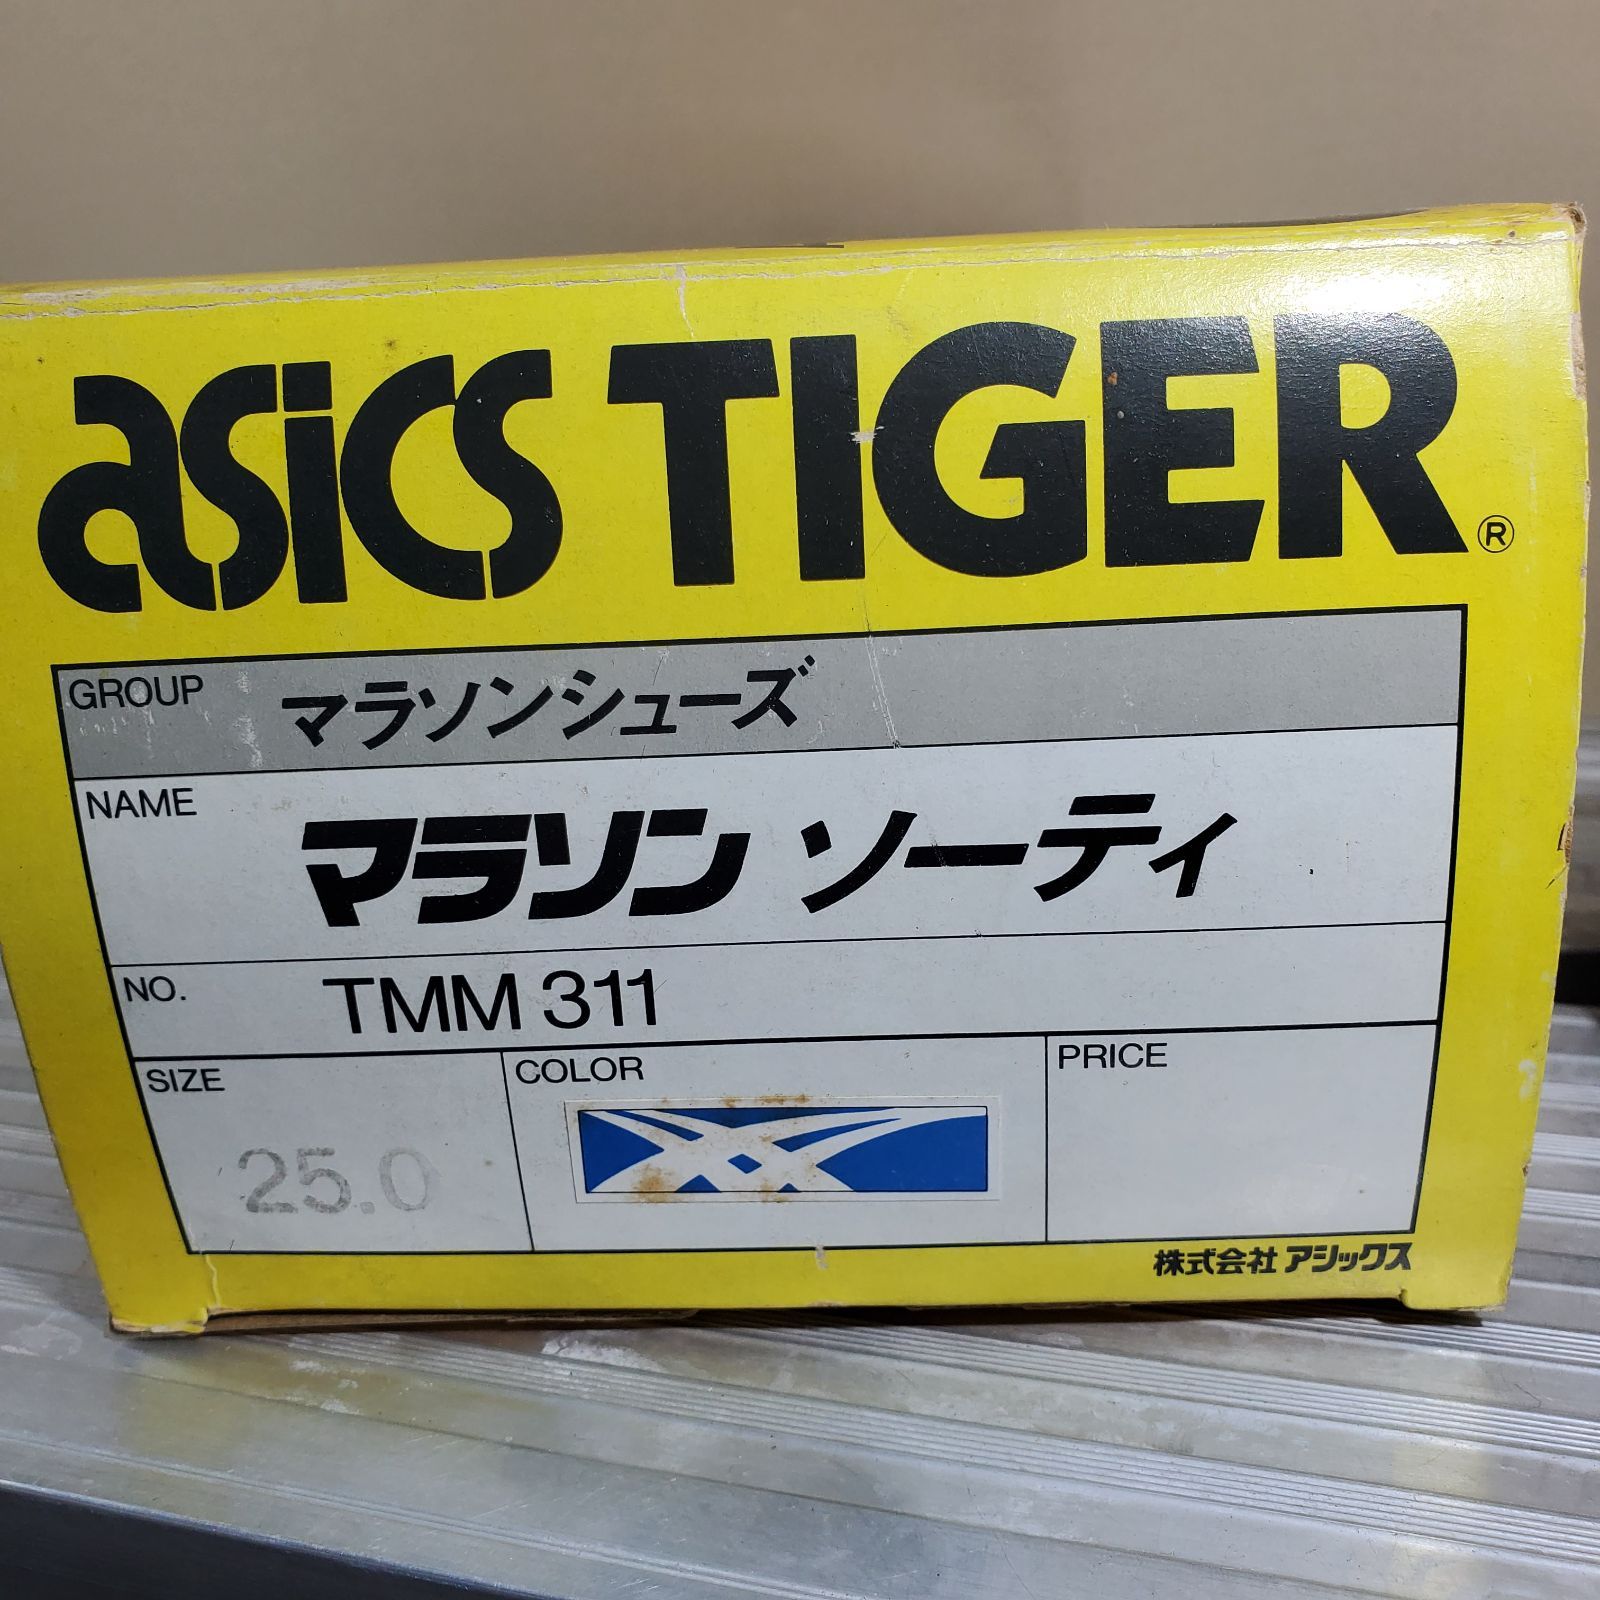 asics TIGER®
GROUP マラソンシューズ
NAME マラソン ソーティ
NO. TMM 311
SIZE 25.0
COLOR
PRICE
株式会社 アシックス